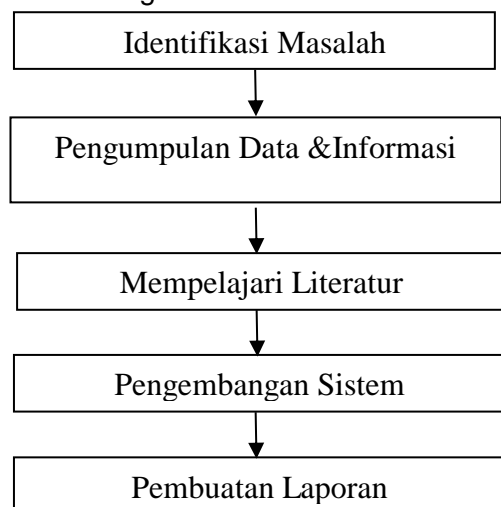 Identifikasi Masalah
Pengumpulan Data &Informasi
Mempelajari Literatur
Pengembangan Sistem
Pembuatan Laporan